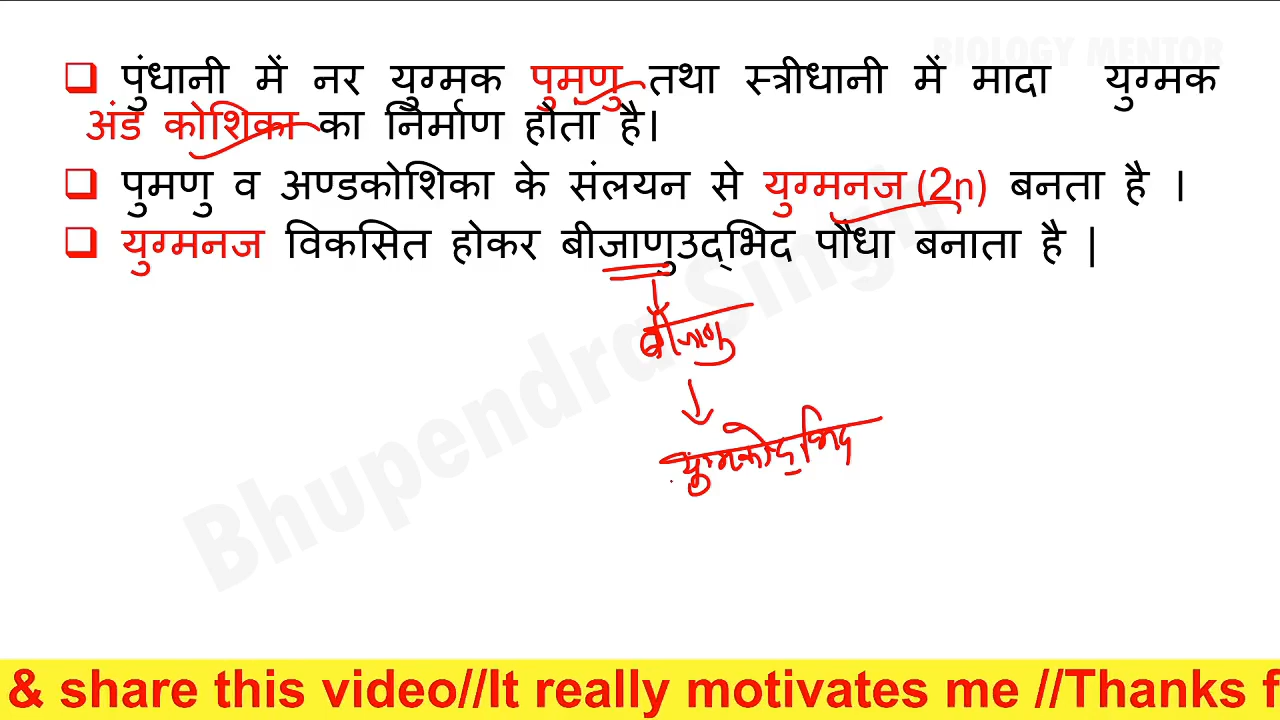 BIOLOGY MENTOR
पुंधानी में नर युग्मक पुमणु तथा स्त्रीधानी में मादा युग्मक
अंड कोशिका का निर्माण होता है।
पुमणु व अण्डकोशिका के संलयन से युग्मनज (2n) बनता है ।
युग्मनज विकसित होकर बीजाणुउद्भिद पौधा बनाता है |
बीजाणु
युग्मकोद्भिद
Bhupendra Singh
& share this video//It really motivates me //Thanks f